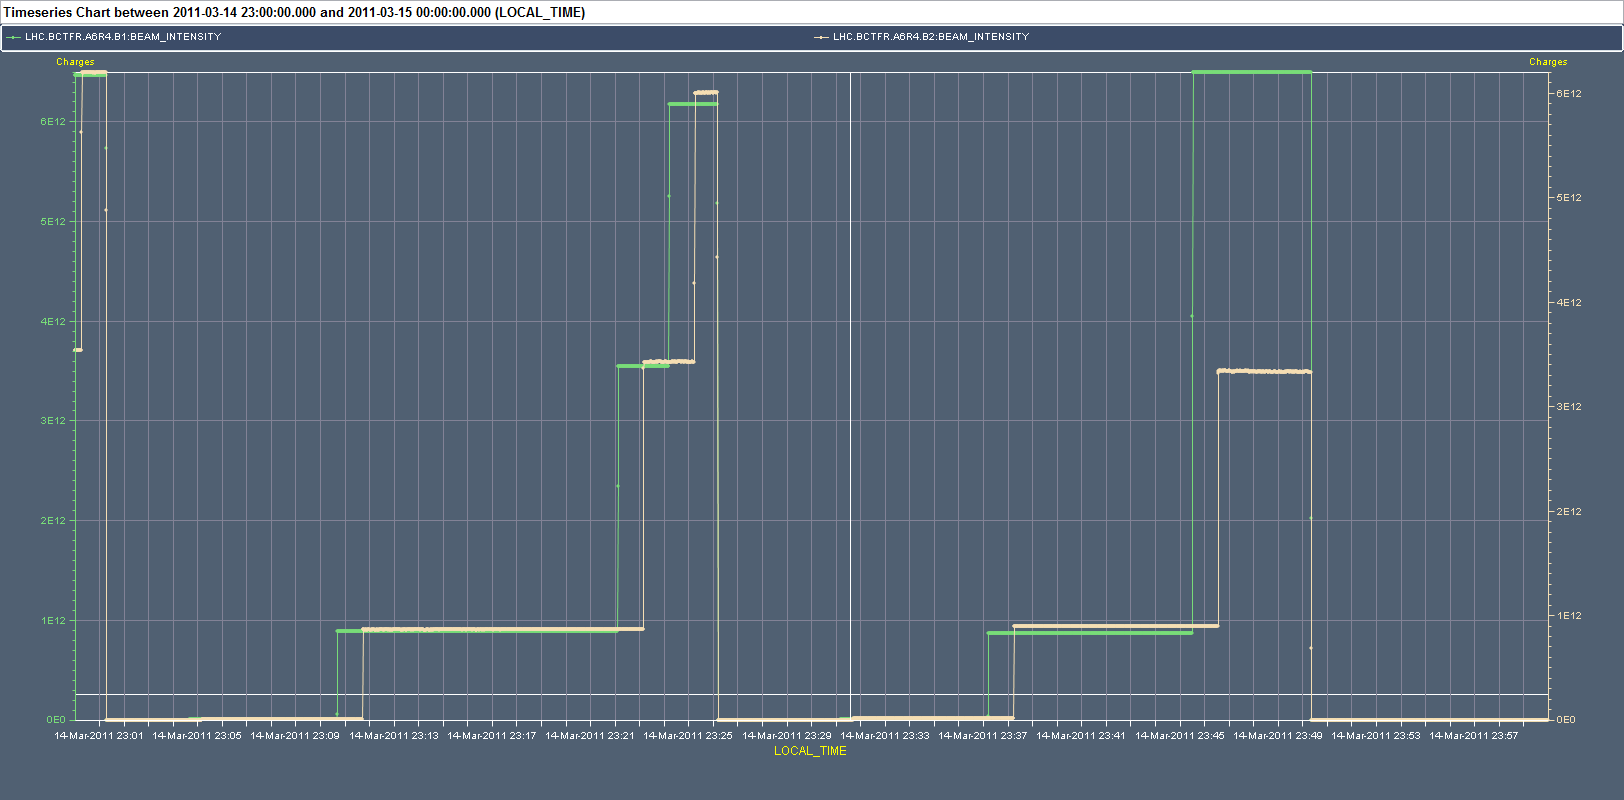 Timeseries Chart between 2011-03-14 23:00:00.000 and 2011-03-15 00:00:00.000 (LOCAL_TIME)
LHC.BCTFR.A6R4.B1:BEAM_INTENSITY LHC.BCTFR.A6R4.B2:BEAM_INTENSITY
Charges Charges
6E12 6E12
5E12 5E12
4E12 4E12
3E12 3E12
2E12 2E12
1E12 1E12
0E0 0E0
14-Mar-2011 23:01 14-Mar-2011 23:05 14-Mar-2011 23:09 14-Mar-2011 23:13 14-Mar-2011 23:17 14-Mar-2011 23:21 14-Mar-2011 23:25 14-Mar-2011 23:29 14-Mar-2011 23:33 14-Mar-2011 23:37 14-Mar-2011 23:41 14-Mar-2011 23:45 14-Mar-2011 23:49 14-Mar-2011 23:53 14-Mar-2011 23:57
LOCAL_TIME